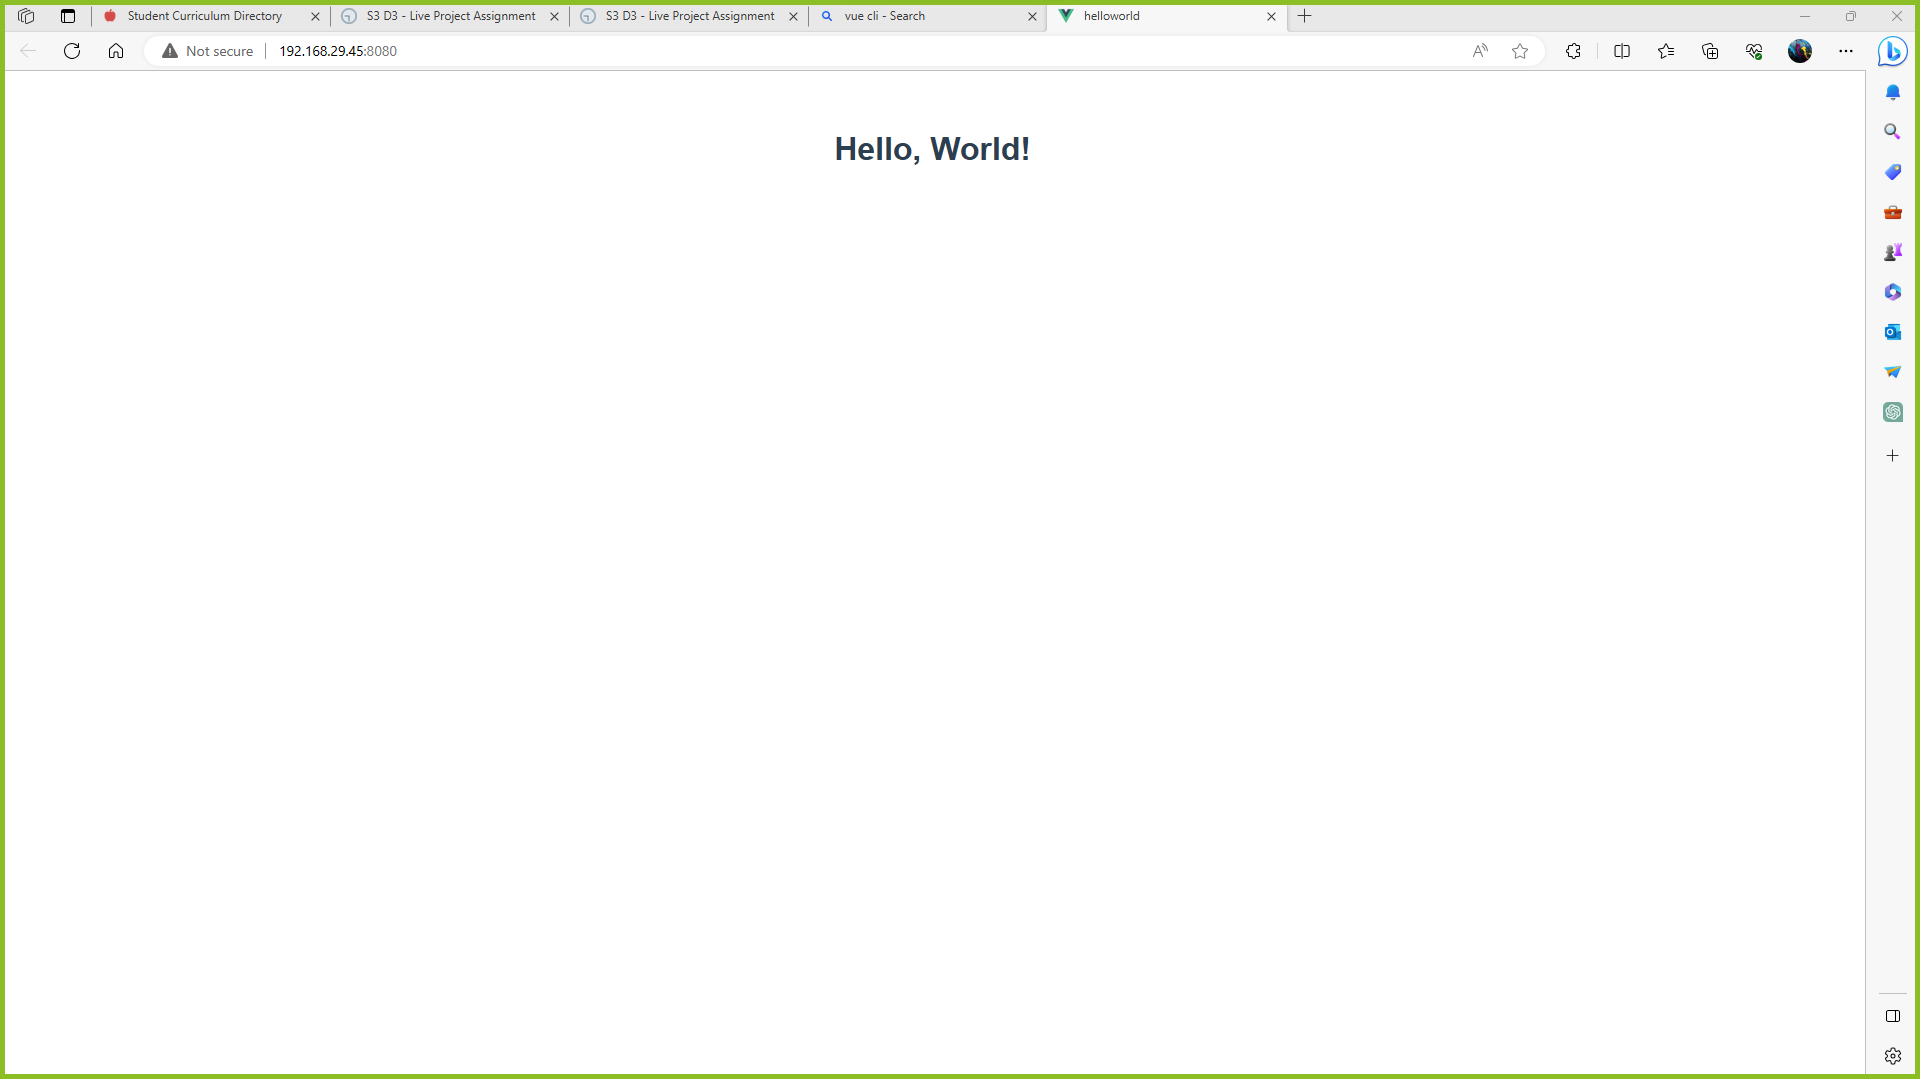 Student Curriculum Directory
S3 D3 - Live Project Assignment
S3 D3 - Live Project Assignment
vue cli - Search
helloworld
Not secure
192.168.29.45:8080
Hello, World!